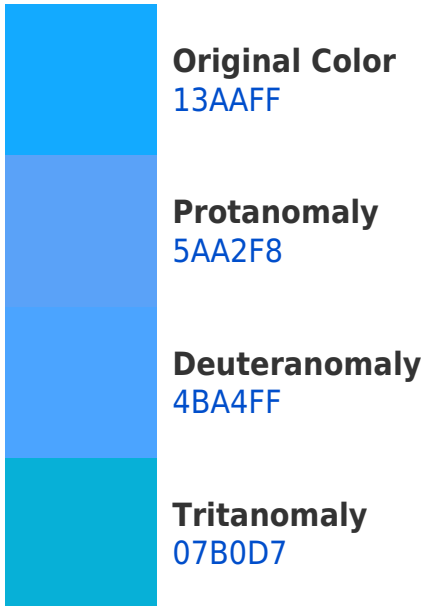 Original Color
13AAFF
Protanomaly
5AA2F8
Deuteranomaly
4BA4FF
Tritanomaly
07B0D7